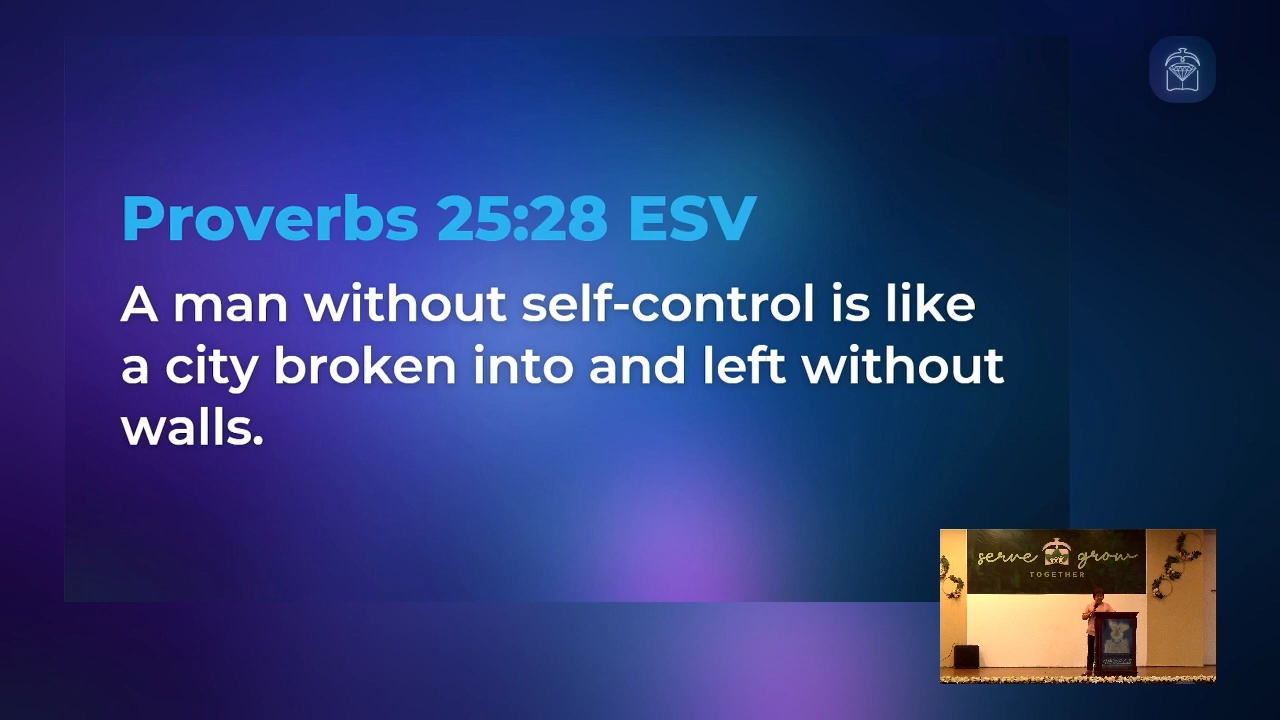 Proverbs 25:28 ESV
A man without self-control is like
a city broken into and left without
walls.
serve grow
TOGETHER